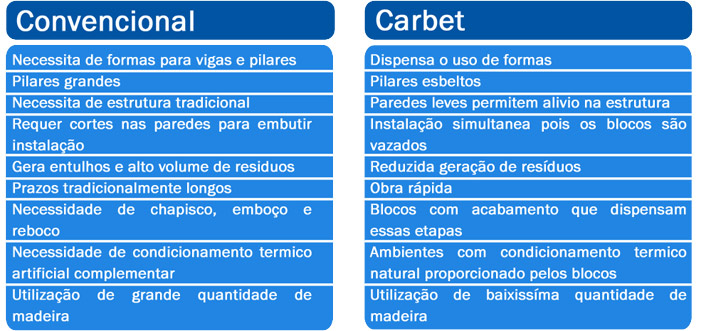 Convencional
Necessita de formas para vigas e pilares
Pilares grandes
Necessita de estrutura tradicional
Requer cortes nas paredes para embutir
instalação
Gera entulhos e alto volume de residuos
Prazos tradicionalmente longos
Necessidade de chapisco, emboço e
reboco
Necessidade de condicionamento termico
artificial complementar
Utilização de grande quantidade de
madeira
Carbet
Dispensa o uso de formas
Pilares esbeltos
Paredes leves permitem alivio na estrutura
Instalação simultanea pois os blocos são
vazados
Reduzida geração de resíduos
Obra rápida
Blocos com acabamento que dispensam
essas etapas
Ambientes com condicionamento termico
natural proporcionado pelos blocos
Utilização de baixissíma quantidade de
madeira